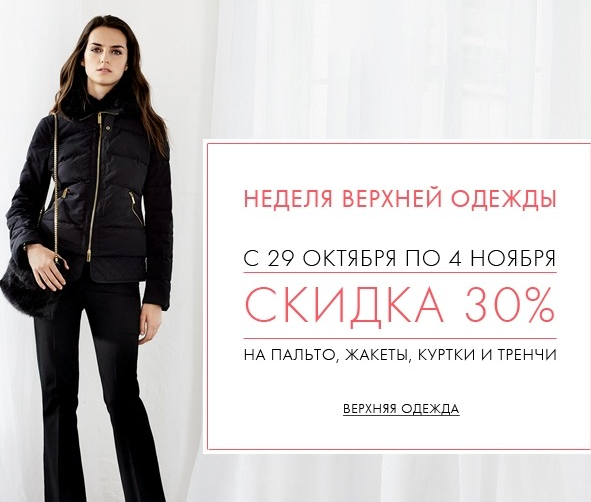 НЕДЕЛЯ ВЕРХНЕЙ ОДЕЖДЫ
С 29 ОКТЯБРЯ ПО 4 НОЯБРЯ
СКИДКА 30%
НА ПАЛЬТО, ЖАКЕТЫ, КУРТКИ И ТРЕНЧИ
ВЕРХНЯЯ ОДЕЖДА